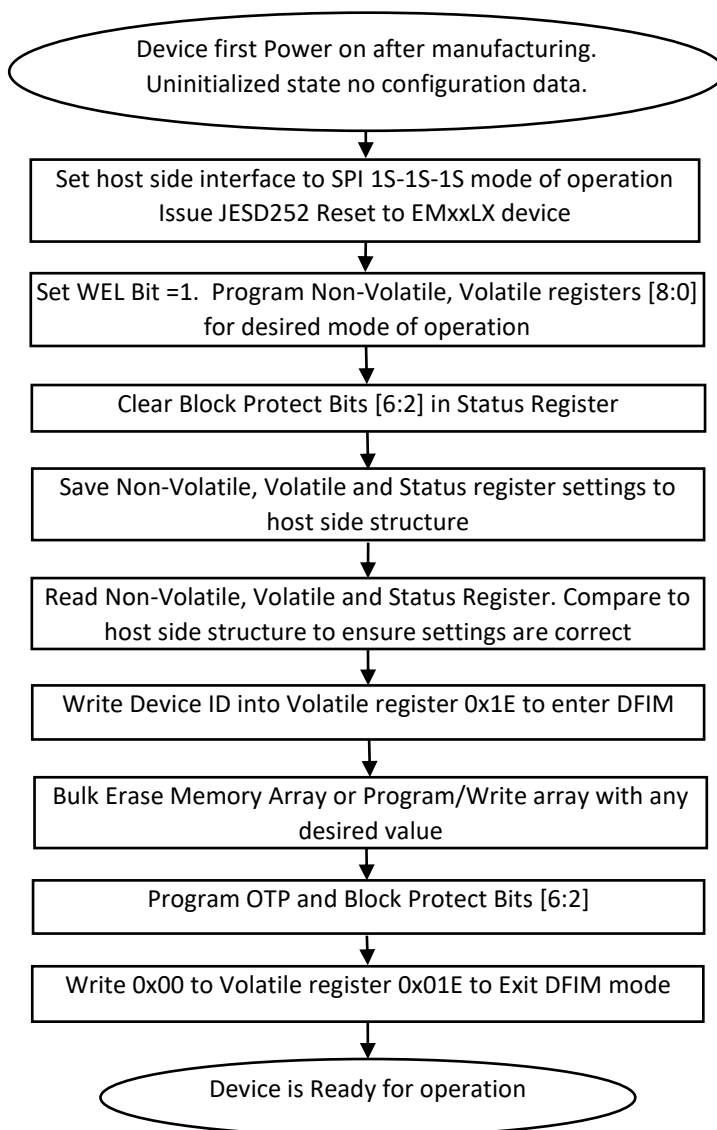 Device first Power on after manufacturing.
Uninitialized state no configuration data.
Set host side interface to SPI 1S-1S-1S mode of operation
Issue JESD252 Reset to EMxxLX device
Set WEL Bit =1.  Program Non-Volatile, Volatile registers [8:0]
for desired mode of operation
Clear Block Protect Bits [6:2] in Status Register
Save Non-Volatile, Volatile and Status register settings to
host side structure
Read Non-Volatile, Volatile and Status Register. Compare to
host side structure to ensure settings are correct
Write Device ID into Volatile register 0x1E to enter DFIM
Bulk Erase Memory Array or Program/Write array with any
desired value
Program OTP and Block Protect Bits [6:2]
Write 0x00 to Volatile register 0x01E to Exit DFIM mode
Device is Ready for operation